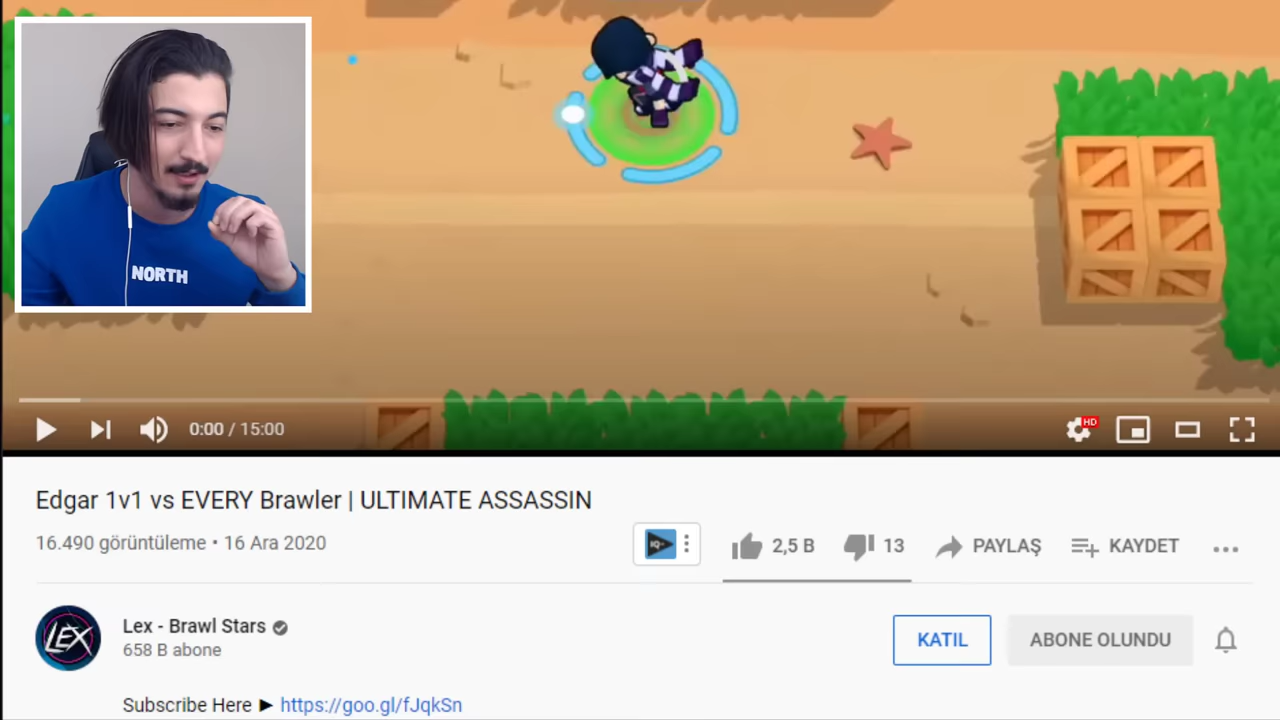 NORTH
0:00 / 15:00
HD
Edgar 1v1 vs EVERY Brawler | ULTIMATE ASSASSIN
16.490 görüntüleme • 16 Ara 2020
IQ
2,5 B
13
PAYLAŞ
KAYDET
LEX
Lex - Brawl Stars
658 B abone
KATIL
ABONE OLUNDU
Subscribe Here ► https://goo.gl/fJqkSn